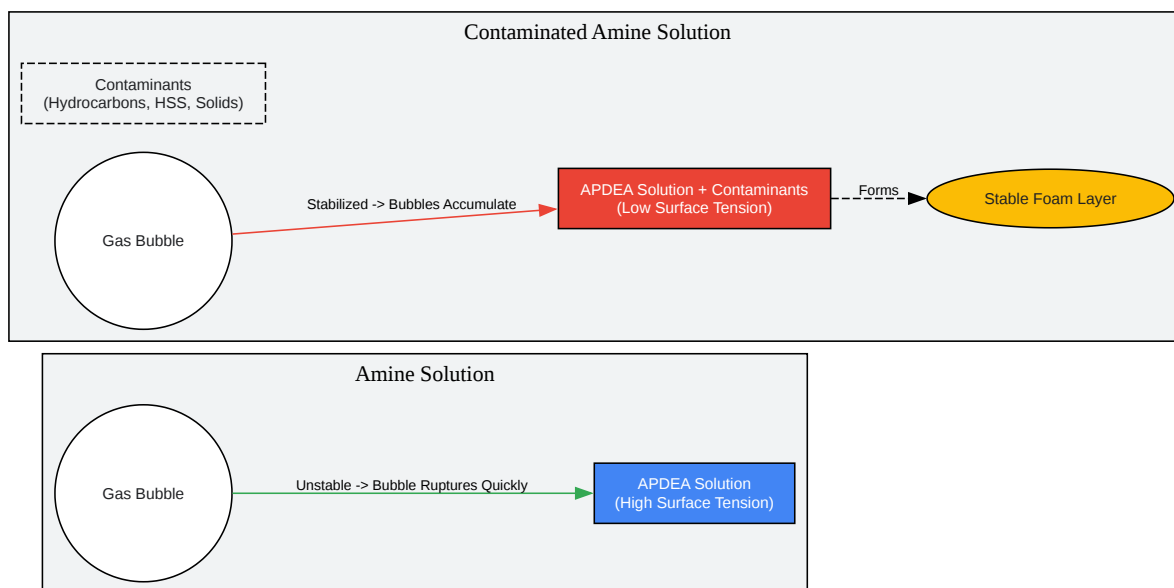 Contaminated Amine Solution
Contaminants
(Hydrocarbons, HSS, Solids)
Gas Bubble
Stabilized -> Bubbles Accumulate
APDEA Solution + Contaminants
(Low Surface Tension)
Forms
Stable Foam Layer
Amine Solution
Gas Bubble
Unstable -> Bubble Ruptures Quickly
APDEA Solution
(High Surface Tension)